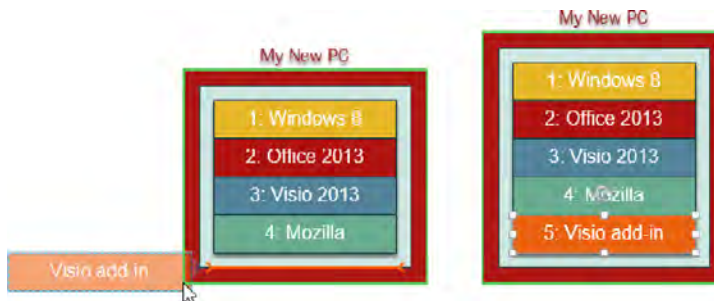 My New PC
1: Windows 8
2: Office 2013
3: Visio 2013
4: Mozilla
Visio add in
My New PC
1: Windows 8
2: Office 2013
3: Visio 2013
4: Mozilla
5: Visio add-in